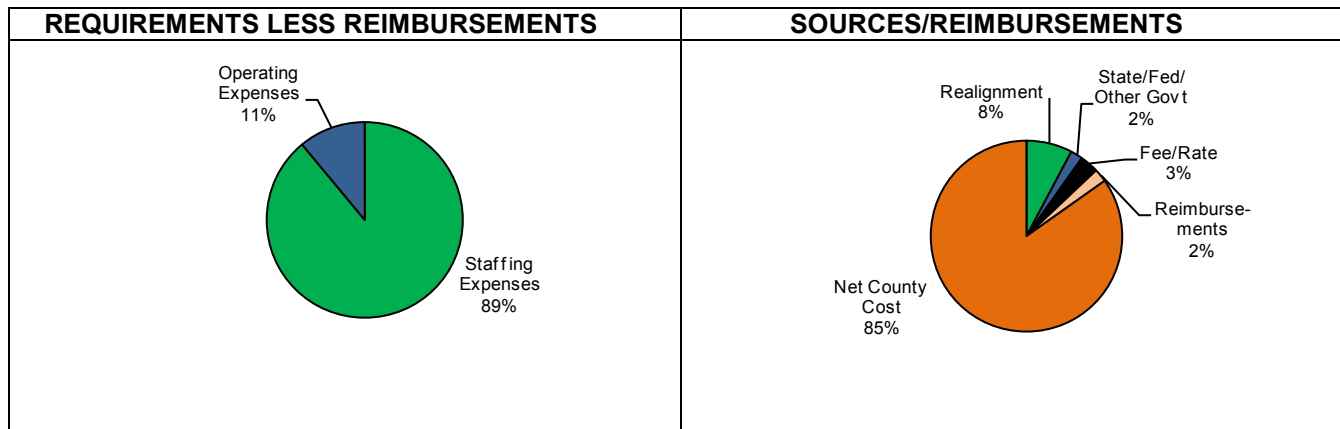 REQUIREMENTS LESS REIMBURSEMENTS
Operating
Expenses
11%
Staffing
Expenses
89%
SOURCES/REIMBURSEMENTS
Realignment
8%
State/Fed/
Other Govt
2%
Fee/Rate
3%
Reimburse-
ments
2%
Net County
Cost
85%